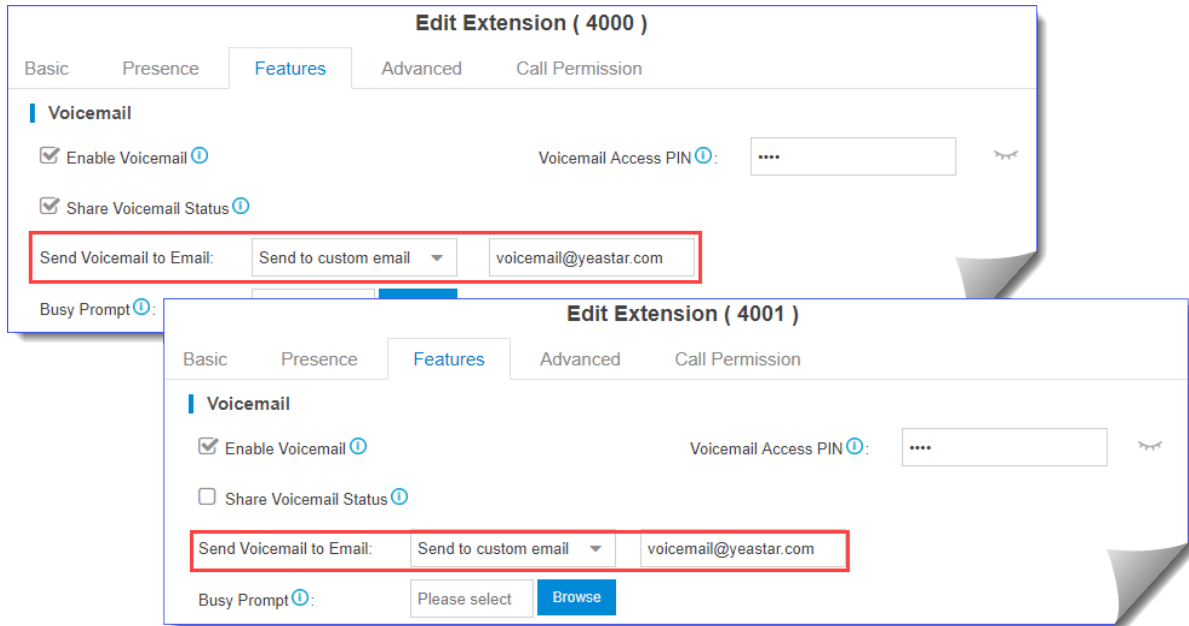 Edit Extension ( 4000 )
Basic Presence Features Advanced Call Permission
Voicemail
Enable Voicemail Voicemail Access PIN : ••••
Share Voicemail Status
Send Voicemail to Email: Send to custom email voicemail@yeastar.com
Busy Prompt :
Edit Extension ( 4001 )
Basic Presence Features Advanced Call Permission
Voicemail
Enable Voicemail Voicemail Access PIN : ••••
Share Voicemail Status
Send Voicemail to Email: Send to custom email voicemail@yeastar.com
Busy Prompt : Please select Browse